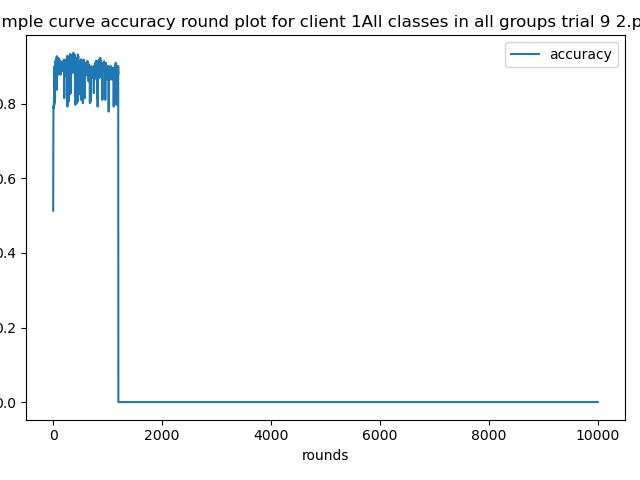 mple curve accuracy round plot for client 1All classes in all groups trial 9 2.p
accuracy
0.8
0.6
0.4
0.2
0.0
0 2000 4000 6000 8000 10000
rounds